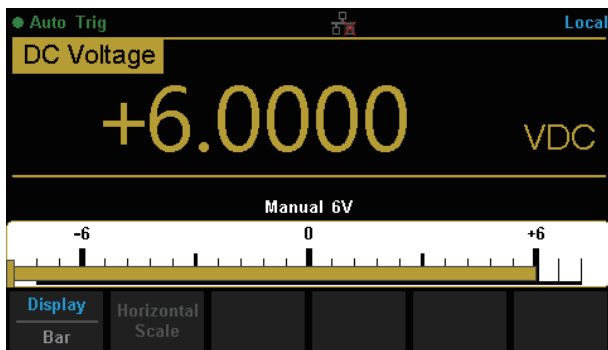 Auto Trig Local
DC Voltage
+6.0000 VDC
Manual 6V
-6 0 +6
Display Horizontal
Bar Scale